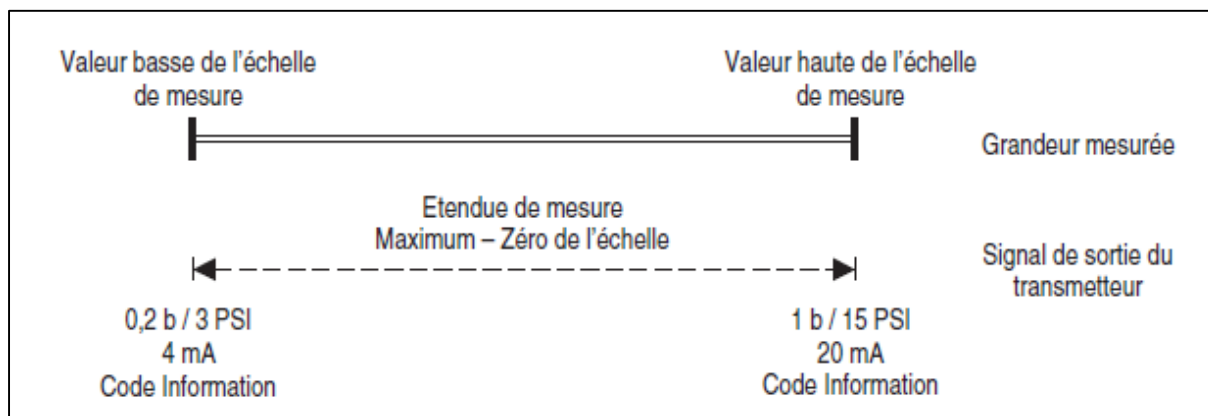 Valeur basse de l'échelle
de mesure
Valeur haute de l'échelle
de mesure
Grandeur mesurée
Etendue de mesure
Maximum – Zéro de l'échelle
Signal de sortie du
transmetteur
0,2 b / 3 PSI
4 mA
Code Information
1 b / 15 PSI
20 mA
Code Information